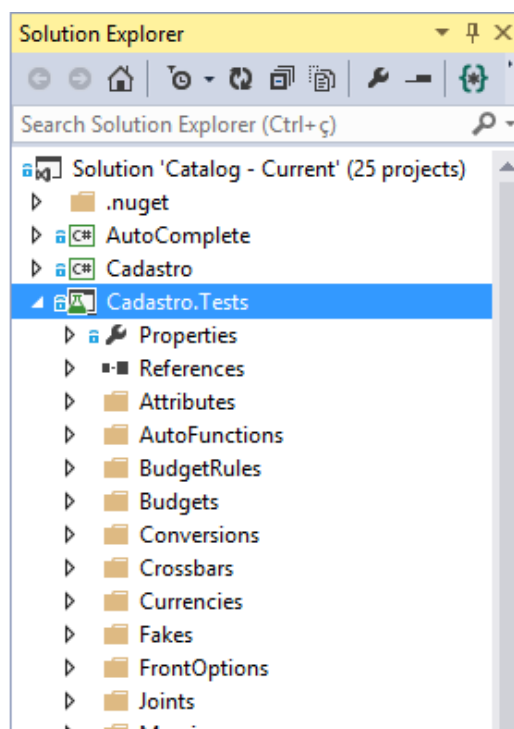 Solution Explorer
Search Solution Explorer (Ctrl+ç)
Solution 'Catalog - Current' (25 projects)
.nuget
C# AutoComplete
C# Cadastro
Cadastro.Tests
Properties
References
Attributes
AutoFunctions
BudgetRules
Budgets
Conversions
Crossbars
Currencies
Fakes
FrontOptions
Joints